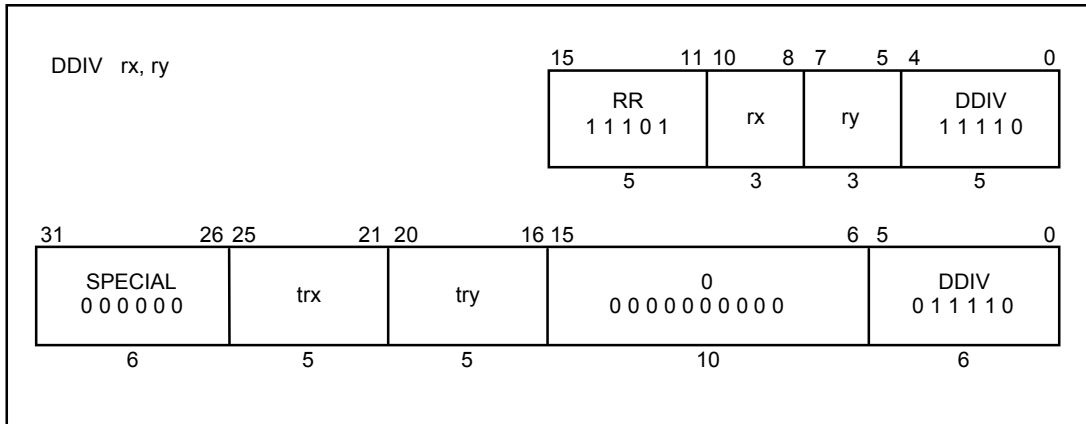 DDIV rx, ry
15 11 10 8 7 5 4 0
RR rx ry DDIV
1 1 1 0 1 1 1 1 1 0
5 3 3 5
31 26 25 21 20 16 15 6 5 0
SPECIAL trx try 0 DDIV
0 0 0 0 0 0 0 0 0 0 0 0 0 0 0 0 0 1 1 1 1 0
6 5 5 10 6